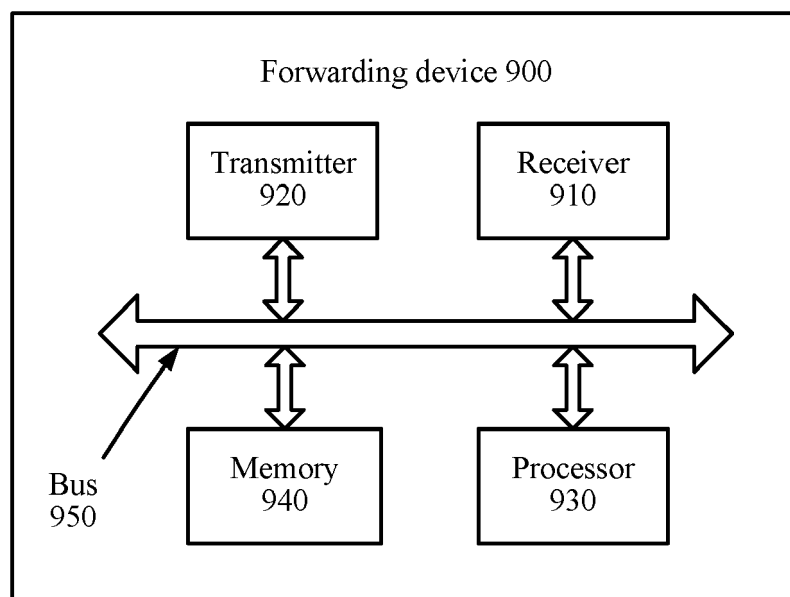 Forwarding device 900
Transmitter
920
Receiver
910
Bus
950
Memory
940
Processor
930